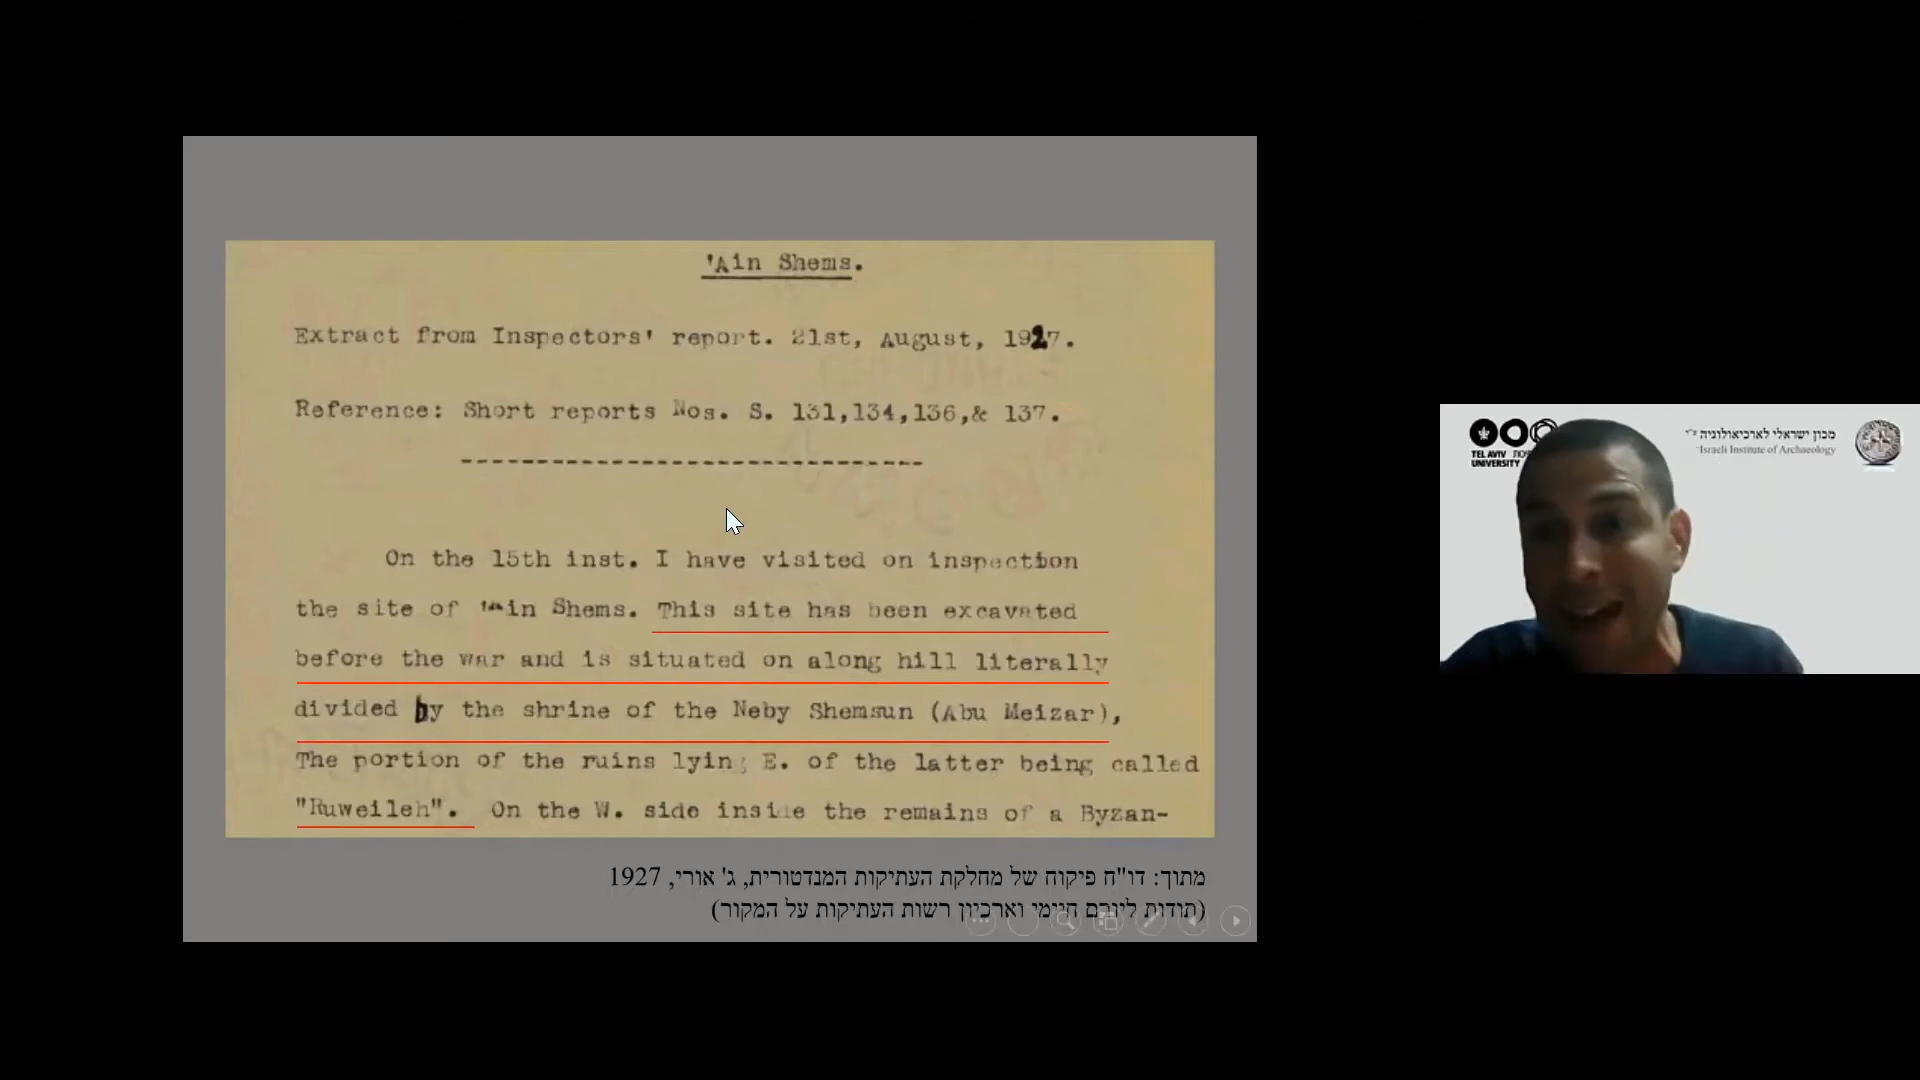 'Ain Shems.
Extract from Inspectors' report. 21st, August, 1927.
Reference: Short reports Nos. S. 131,134,136,& 137.
On the 15th inst. I have visited on inspection
the site of 'Ain Shems. This site has been excavated
before the war and is situated on along hill literally
divided by the shrine of the Neby Shemsun (Abu Meizar),
The portion of the ruins lying E. of the latter being called
"Ruweileh". On the W. side inside the remains of a Byzan-
מתוך: דו"ח פיקוח של מחלקת העתיקות המנדטורית, ג' אורי, 1927
(תודות ליורם חיימי וארכיון רשות העתיקות על המקור)
TEL AVIV
UNIVERSITY
מכון ישראלי לארכיאולוגיה ע"ר
Israeli Institute of Archaeology